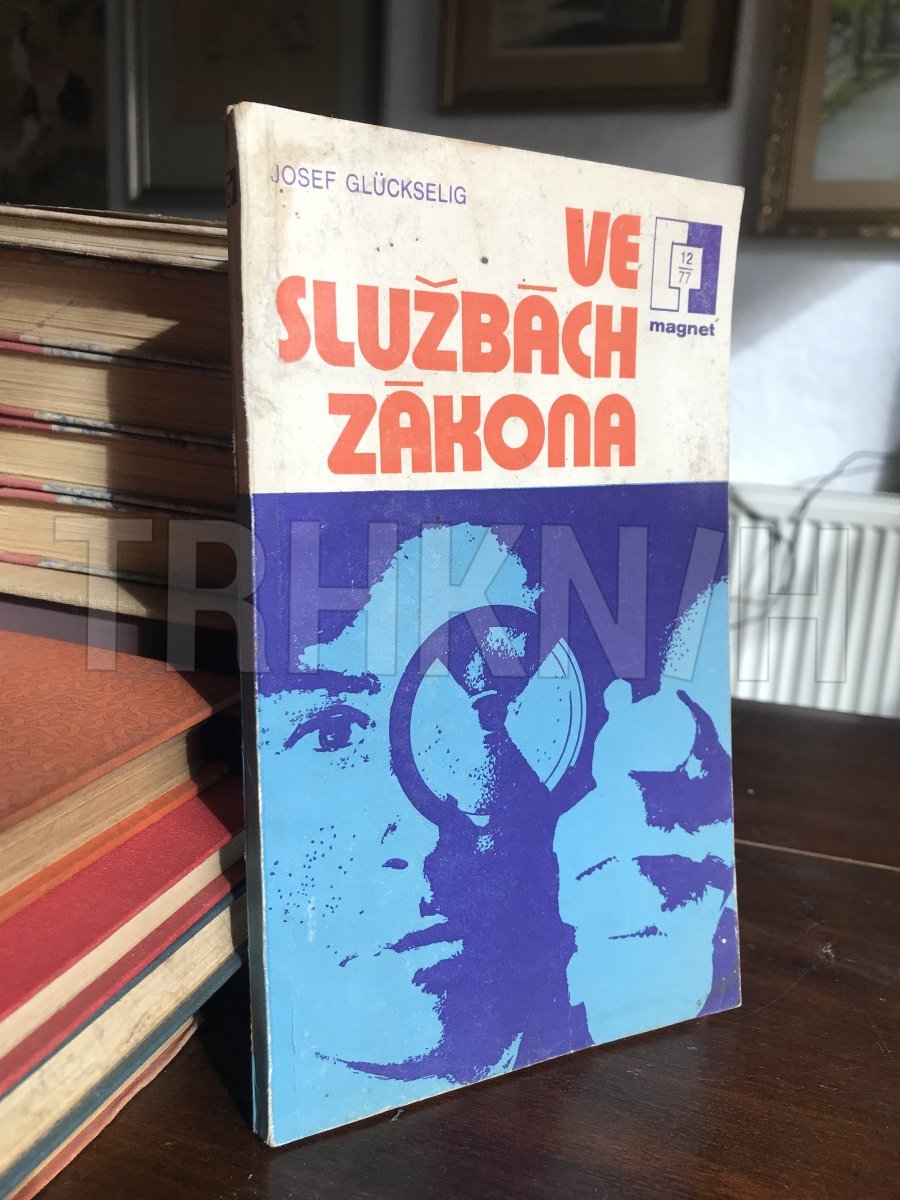 JOSEF GLÜCKSELIG
VE
SLUŽBÁCH
ZÁKONA
12
77
magnet
TRHKNIH